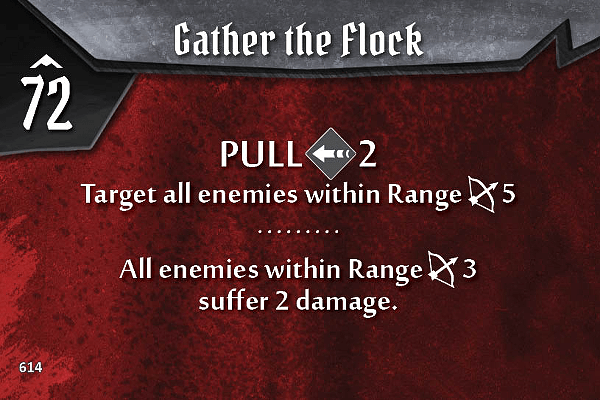 Gather the Flock
72
PULL 2
Target all enemies within Range 5
.........
All enemies within Range 3
suffer 2 damage.
614